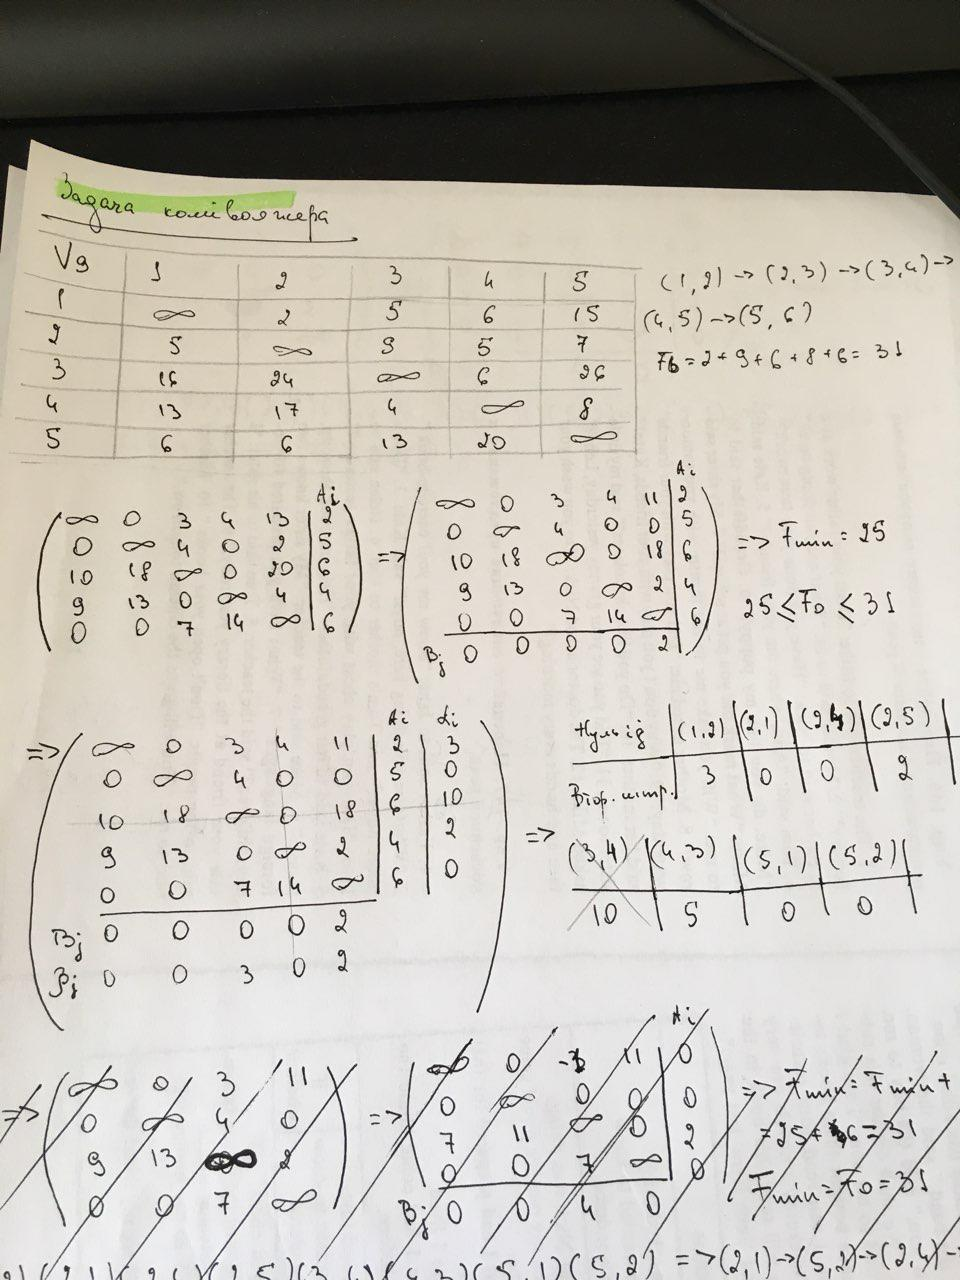 Задача комівояжера
V9 1 2 3 4 5
1 ∞ 2 5 6 15
2 5 ∞ 9 5 7
3 16 24 ∞ 6 26
4 13 17 4 ∞ 8
5 6 6 13 20 ∞
(1,2) → (2,3) → (3,4) →
(4,5) → (5,6)
F6 = 2+9+6+8+6 = 31
Ai
∞ 0 3 4 13 2
0 ∞ 4 0 2 5
10 18 ∞ 0 20 6
9 13 0 ∞ 4 4
0 0 7 14 ∞ 6
=>
Ai
∞ 0 3 4 11 2
0 ∞ 4 0 0 5
10 18 ∞ 0 18 6
9 13 0 ∞ 2 4
0 0 7 14 ∞ 6
Bj 0 0 0 0 2
=> Fmin = 25
25 ≤ F0 ≤ 31
Ai αi
=> ∞ 0 3 4 11 2 3
0 ∞ 4 0 0 5 0
10 18 ∞ 0 18 6 10
9 13 0 ∞ 2 4 2
0 0 7 14 ∞ 6 0
Bj 0 0 0 0 2
βj 0 0 3 0 2
=>
(1,2) (2,1) (2,4) (2,5)
3 0 0 2
(3,4) (4,3) (5,1) (5,2)
10 5 0 0
=> ∞ 0 3 11
0 ∞ 4 0
9 13 ∞ 2
0 0 7 ∞
=>
Ai
∞ 0 11 0
0 ∞ 0 0 0
7 11 ∞ 0 2
0 0 7 ∞ 0
Bj 0 0 4 0
=> Fmin = Fmin +
= 25 + 6 = 31
Fmin = F0 = 31
(5,1) (5,2) => (2,1) → (5,2) → (2,4) →